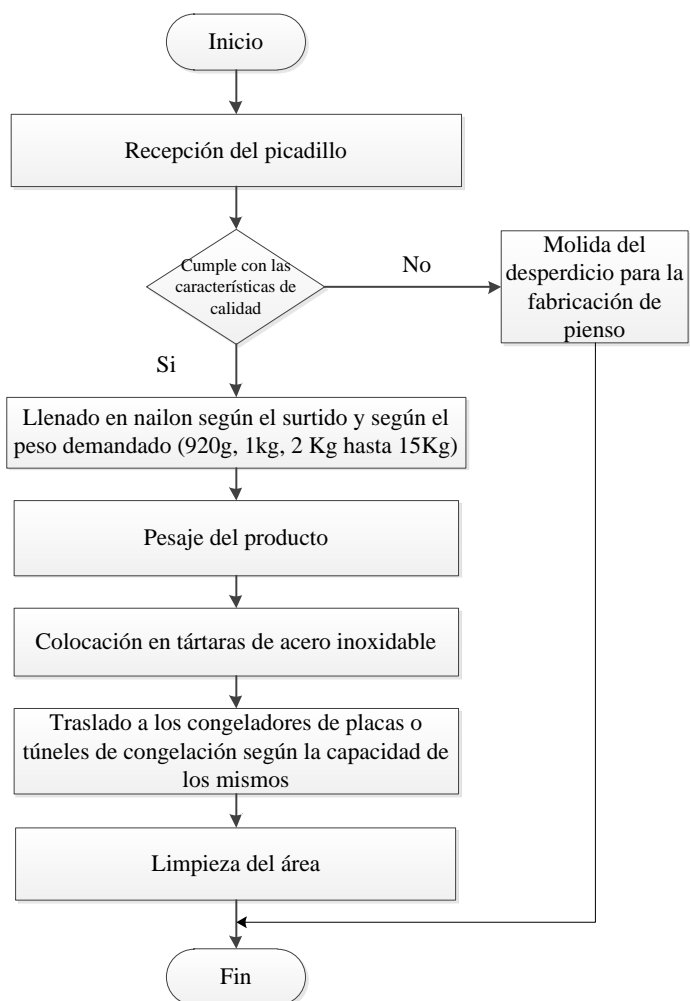 Inicio
Recepción del picadillo
Cumple con las
características de
calidad
No
Molida del
desperdicio para la
fabricación de
pienso
Si
Llenado en nailon según el surtido y según el
peso demandado (920g, 1kg, 2 Kg hasta 15Kg)
Pesaje del producto
Colocación en tártaras de acero inoxidable
Traslado a los congeladores de placas o
túneles de congelación según la capacidad de
los mismos
Limpieza del área
Fin